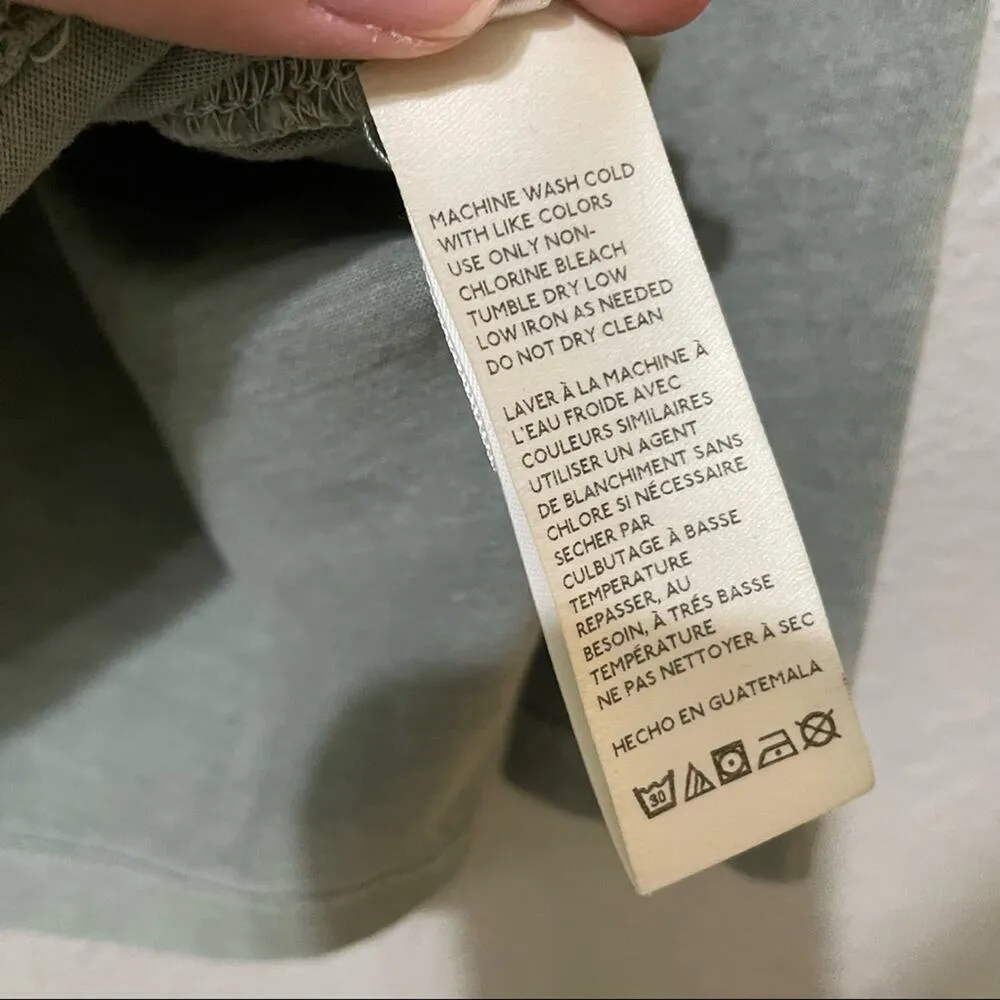 MACHINE WASH COLD
WITH LIKE COLORS
USE ONLY NON-
CHLORINE BLEACH
TUMBLE DRY LOW
LOW IRON AS NEEDED
DO NOT DRY CLEAN
LAVER À LA MACHINE À
L'EAU FROIDE AVEC
COULEURS SIMILAIRES
UTILISER UN AGENT
DE BLANCHIMENT SANS
CHLORE SI NÉCESSAIRE
SECHER PAR
CULBUTAGE À BASSE
TEMPERATURE
REPASSER, AU
BESOIN, À TRÉS BASSE
TEMPÉRATURE
NE PAS NETTOYER À SEC
HECHO EN GUATEMALA
30